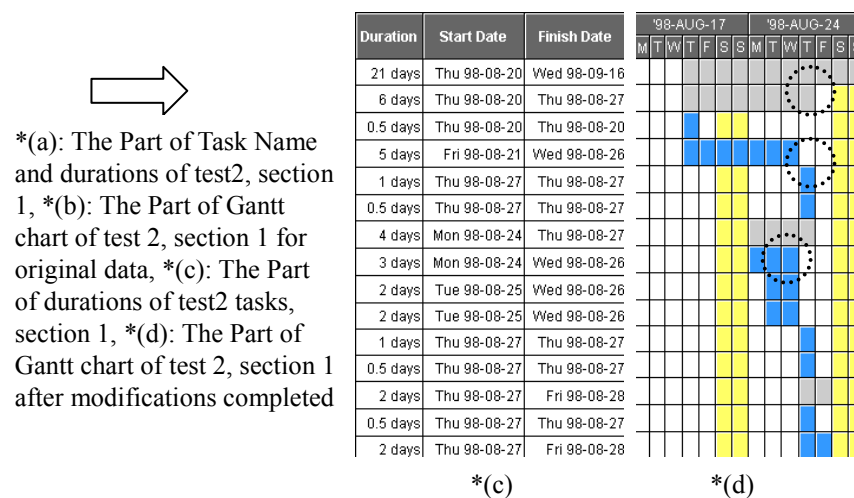 *(a): The Part of Task Name
and durations of test2, section
1, *(b): The Part of Gantt
chart of test 2, section 1 for
original data, *(c): The Part
of durations of test2 tasks,
section 1, *(d): The Part of
Gantt chart of test 2, section 1
after modifications completed
Duration Start Date Finish Date
21 days Thu 98-08-20 Wed 98-09-16
6 days Thu 98-08-20 Thu 98-08-27
0.5 days Thu 98-08-20 Thu 98-08-20
5 days Fri 98-08-21 Wed 98-08-26
1 days Thu 98-08-27 Thu 98-08-27
0.5 days Thu 98-08-27 Thu 98-08-27
4 days Mon 98-08-24 Thu 98-08-27
3 days Mon 98-08-24 Wed 98-08-26
2 days Tue 98-08-25 Wed 98-08-26
2 days Tue 98-08-25 Wed 98-08-26
1 days Thu 98-08-27 Thu 98-08-27
0.5 days Thu 98-08-27 Thu 98-08-27
2 days Thu 98-08-27 Fri 98-08-28
0.5 days Thu 98-08-27 Thu 98-08-27
2 days Thu 98-08-27 Fri 98-08-28
*(c)
'98-AUG-17 '98-AUG-24
M T W T F S S M T W T F S
*(d)